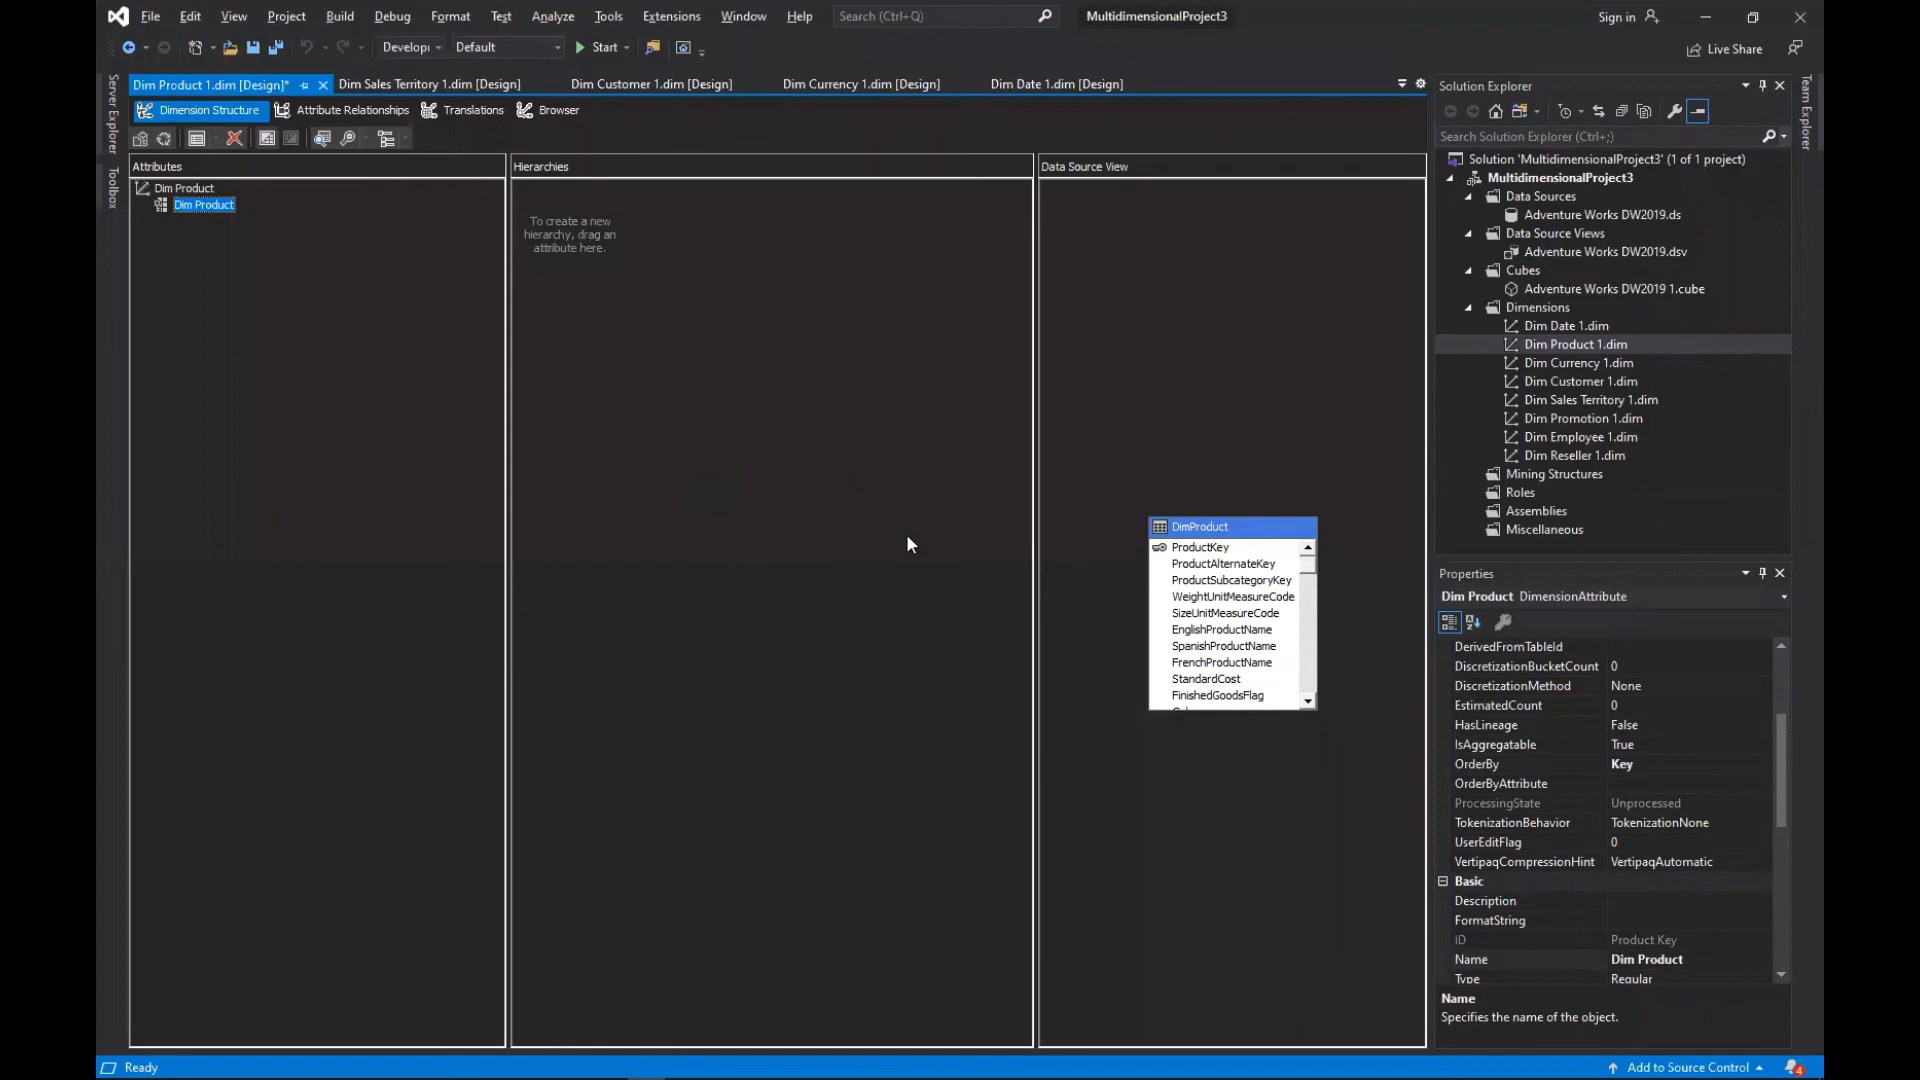 File Edit View Project Build Debug Format Test Analyze Tools Extensions Window Help Search (Ctrl+Q) MultidimensionalProject3 Sign in
Developi Default Start Live Share
Server Explorer
Toolbox
Dim Product 1.dim [Design]* Dim Sales Territory 1.dim [Design] Dim Customer 1.dim [Design] Dim Currency 1.dim [Design] Dim Date 1.dim [Design]
Dimension Structure Attribute Relationships Translations Browser
Attributes
Dim Product
Dim Product
Hierarchies
To create a new
hierarchy, drag an
attribute here.
Data Source View
DimProduct
ProductKey
ProductAlternateKey
ProductSubcategoryKey
WeightUnitMeasureCode
SizeUnitMeasureCode
EnglishProductName
SpanishProductName
FrenchProductName
StandardCost
FinishedGoodsFlag
Solution Explorer
Search Solution Explorer (Ctrl+;)
Solution 'MultidimensionalProject3' (1 of 1 project)
MultidimensionalProject3
Data Sources
Adventure Works DW2019.ds
Data Source Views
Adventure Works DW2019.dsv
Cubes
Adventure Works DW2019 1.cube
Dimensions
Dim Date 1.dim
Dim Product 1.dim
Dim Currency 1.dim
Dim Customer 1.dim
Dim Sales Territory 1.dim
Dim Promotion 1.dim
Dim Employee 1.dim
Dim Reseller 1.dim
Mining Structures
Roles
Assemblies
Miscellaneous
Team Explorer
Properties
Dim Product DimensionAttribute
DerivedFromTableId
DiscretizationBucketCount 0
DiscretizationMethod None
EstimatedCount 0
HasLineage False
IsAggregatable True
OrderBy Key
OrderByAttribute
ProcessingState Unprocessed
TokenizationBehavior TokenizationNone
UserEditFlag 0
VertipaqCompressionHint VertipaqAutomatic
Basic
Description
FormatString
ID Product Key
Name Dim Product
Type Regular
Name
Specifies the name of the object.
Ready Add to Source Control 4